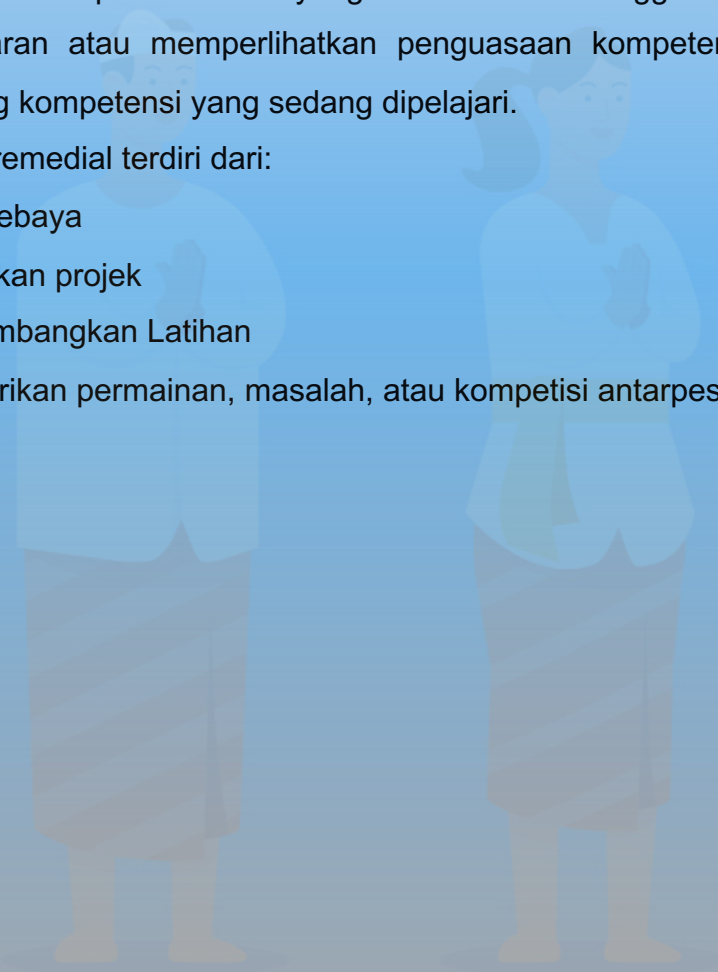 aran atau memperlihatkan penguasaan kompeten
g kompetensi yang sedang dipelajari.
remedial terdiri dari:
ebaya
kan projek
mbangkan Latihan
rikan permainan, masalah, atau kompetisi antarpes